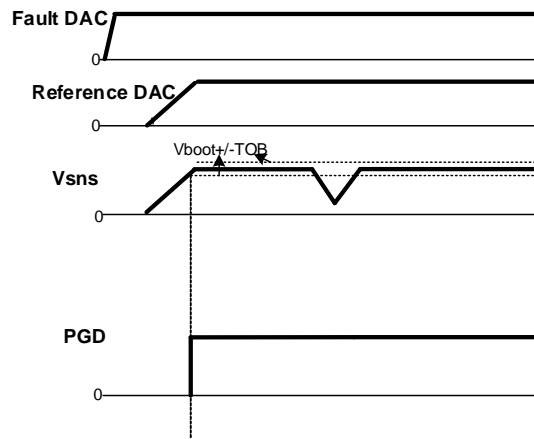 Fault DAC
0
Reference DAC
0
Vboot+/-TOB
Vsns
0
PGD
0